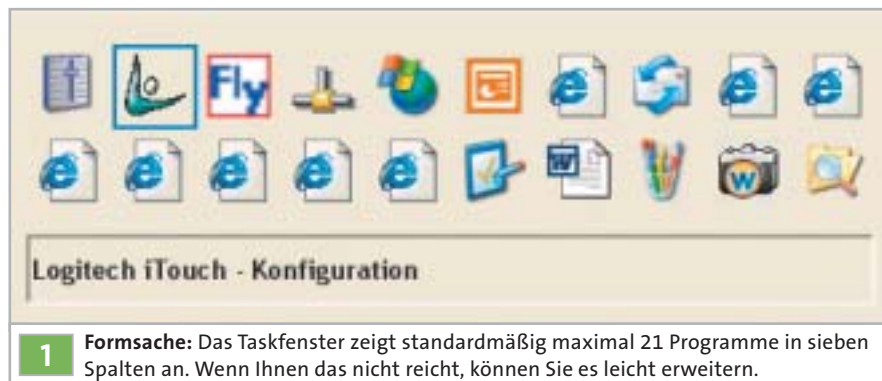 Fly
W
W
Logitech iTouch - Konfiguration
1
Formsache: Das Taskfenster zeigt standardmäßig maximal 21 Programme in sieben
Spalten an. Wenn Ihnen das nicht reicht, können Sie es leicht erweitern.